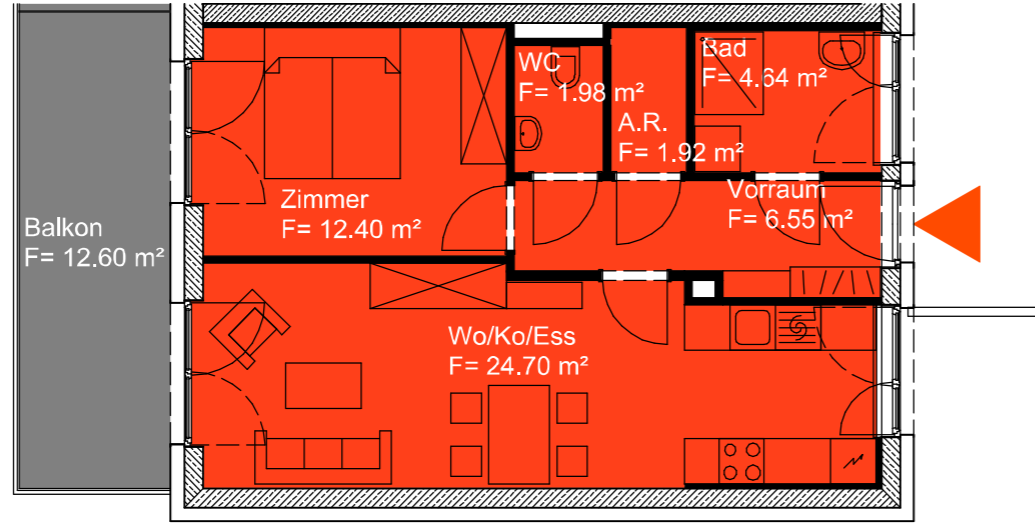 WC
F= 1.98 m²
Bad
F= 4.64 m²
A.R.
F= 1.92 m²
Zimmer
F= 12.40 m²
Vorraum
F= 6.55 m²
Balkon
F= 12.60 m²
Wo/Ko/Ess
F= 24.70 m²